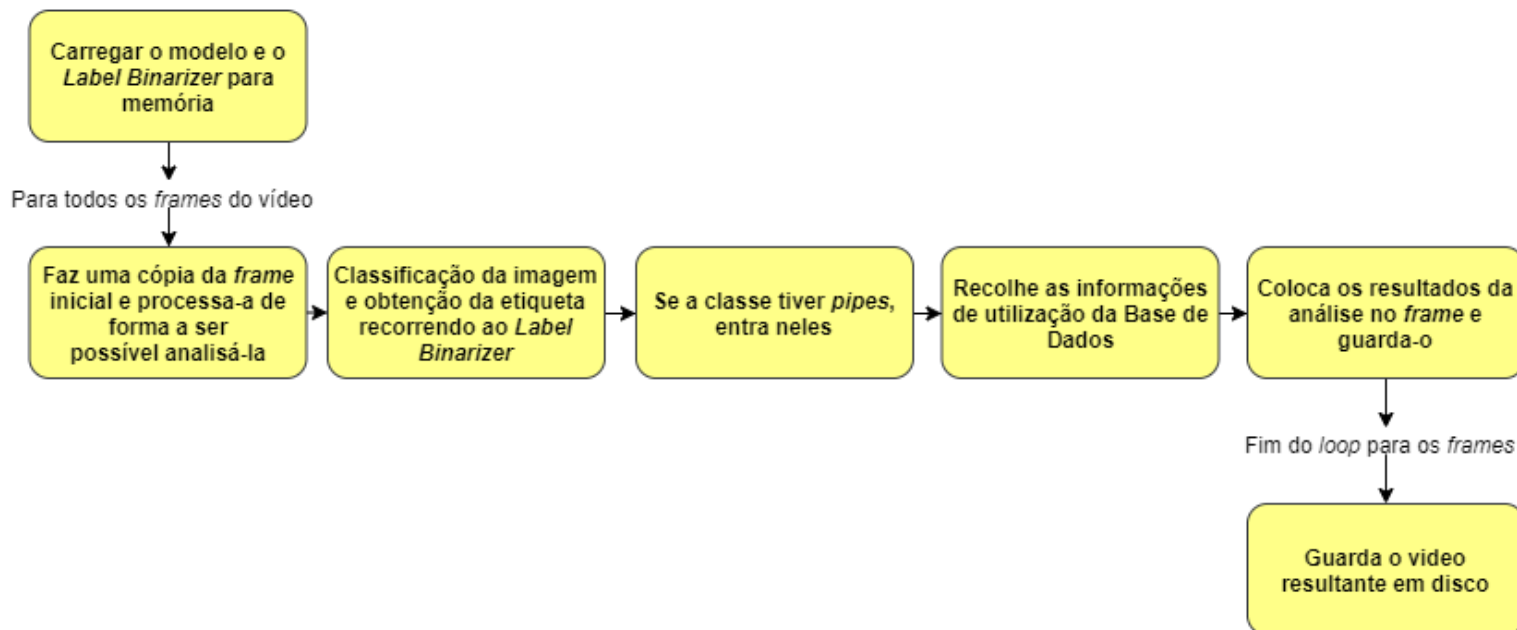 Carregar o modelo e o
Label Binarizer para
memória
Para todos os frames do vídeo
Faz uma cópia da frame
inicial e processa-a de
forma a ser
possível analisá-la
Classificação da imagem
e obtenção da etiqueta
recorrendo ao Label
Binarizer
Se a classe tiver pipes,
entra neles
Recolhe as informações
de utilização da Base de
Dados
Coloca os resultados da
análise no frame e
guarda-o
Fim do loop para os frames
Guarda o video
resultante em disco